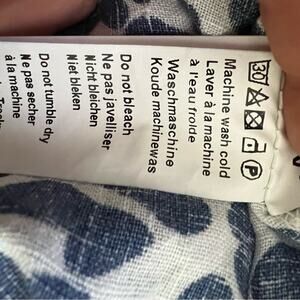 30 P
Machine wash cold
Laver à la machine
à l'eau froide
Waschmaschine
Koude machinewas
Do not bleach
Ne pas javelliser
Nicht bleichen
Niet bleken
Do not tumble dry
Ne pas secher
à la machine